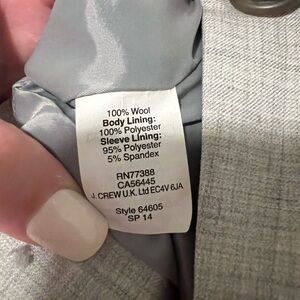 100% Wool
Body Lining:
100% Polyester
Sleeve Lining:
95% Polyester
5% Spandex
RN77388
CA56445
J. CREW U.K. Ltd EC4V 6JA
Style 64605
SP 14